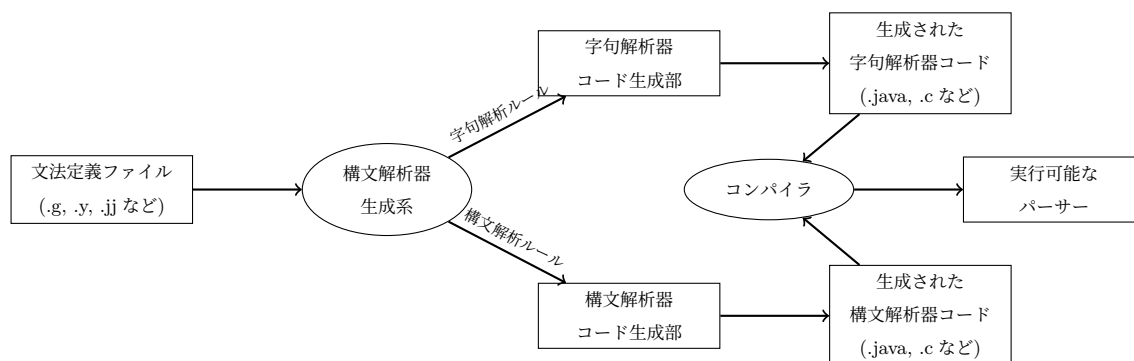 文法定義ファイル
(.g, .y, .jj など)
構文解析器
生成系
字句解析ルール
構文解析ルール
字句解析器
コード生成部
構文解析器
コード生成部
生成された
字句解析器コード
(.java, .c など)
コンパイラ
生成された
構文解析器コード
(.java, .c など)
実行可能な
パーサー